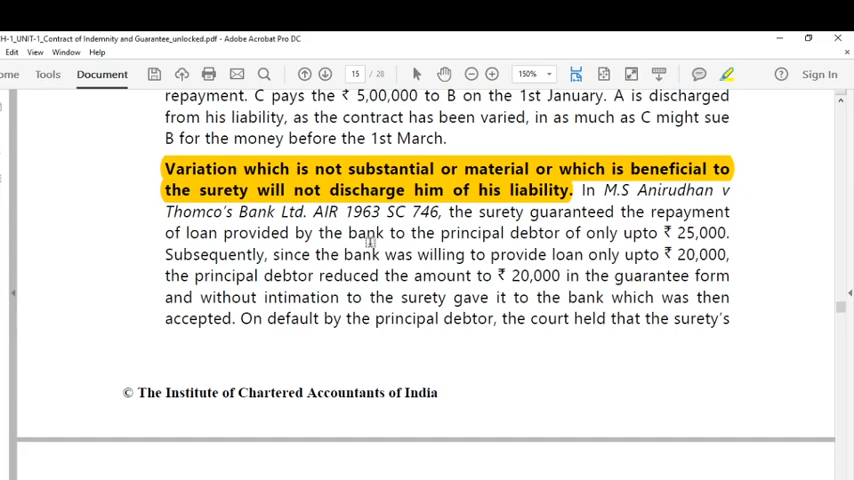 CH-1_UNIT-1_Contract of Indemnity and Guarantee_unlocked.pdf - Adobe Acrobat Pro DC
Edit View Window Help
ome Tools Document 15 / 28 150% Sign In
repayment. C pays the ₹ 5,00,000 to B on the 1st January. A is discharged
from his liability, as the contract has been varied, in as much as C might sue
B for the money before the 1st March.
Variation which is not substantial or material or which is beneficial to
the surety will not discharge him of his liability. In M.S Anirudhan v
Thomco's Bank Ltd. AIR 1963 SC 746, the surety guaranteed the repayment
of loan provided by the bank to the principal debtor of only upto ₹ 25,000.
Subsequently, since the bank was willing to provide loan only upto ₹ 20,000,
the principal debtor reduced the amount to ₹ 20,000 in the guarantee form
and without intimation to the surety gave it to the bank which was then
accepted. On default by the principal debtor, the court held that the surety's
© The Institute of Chartered Accountants of India